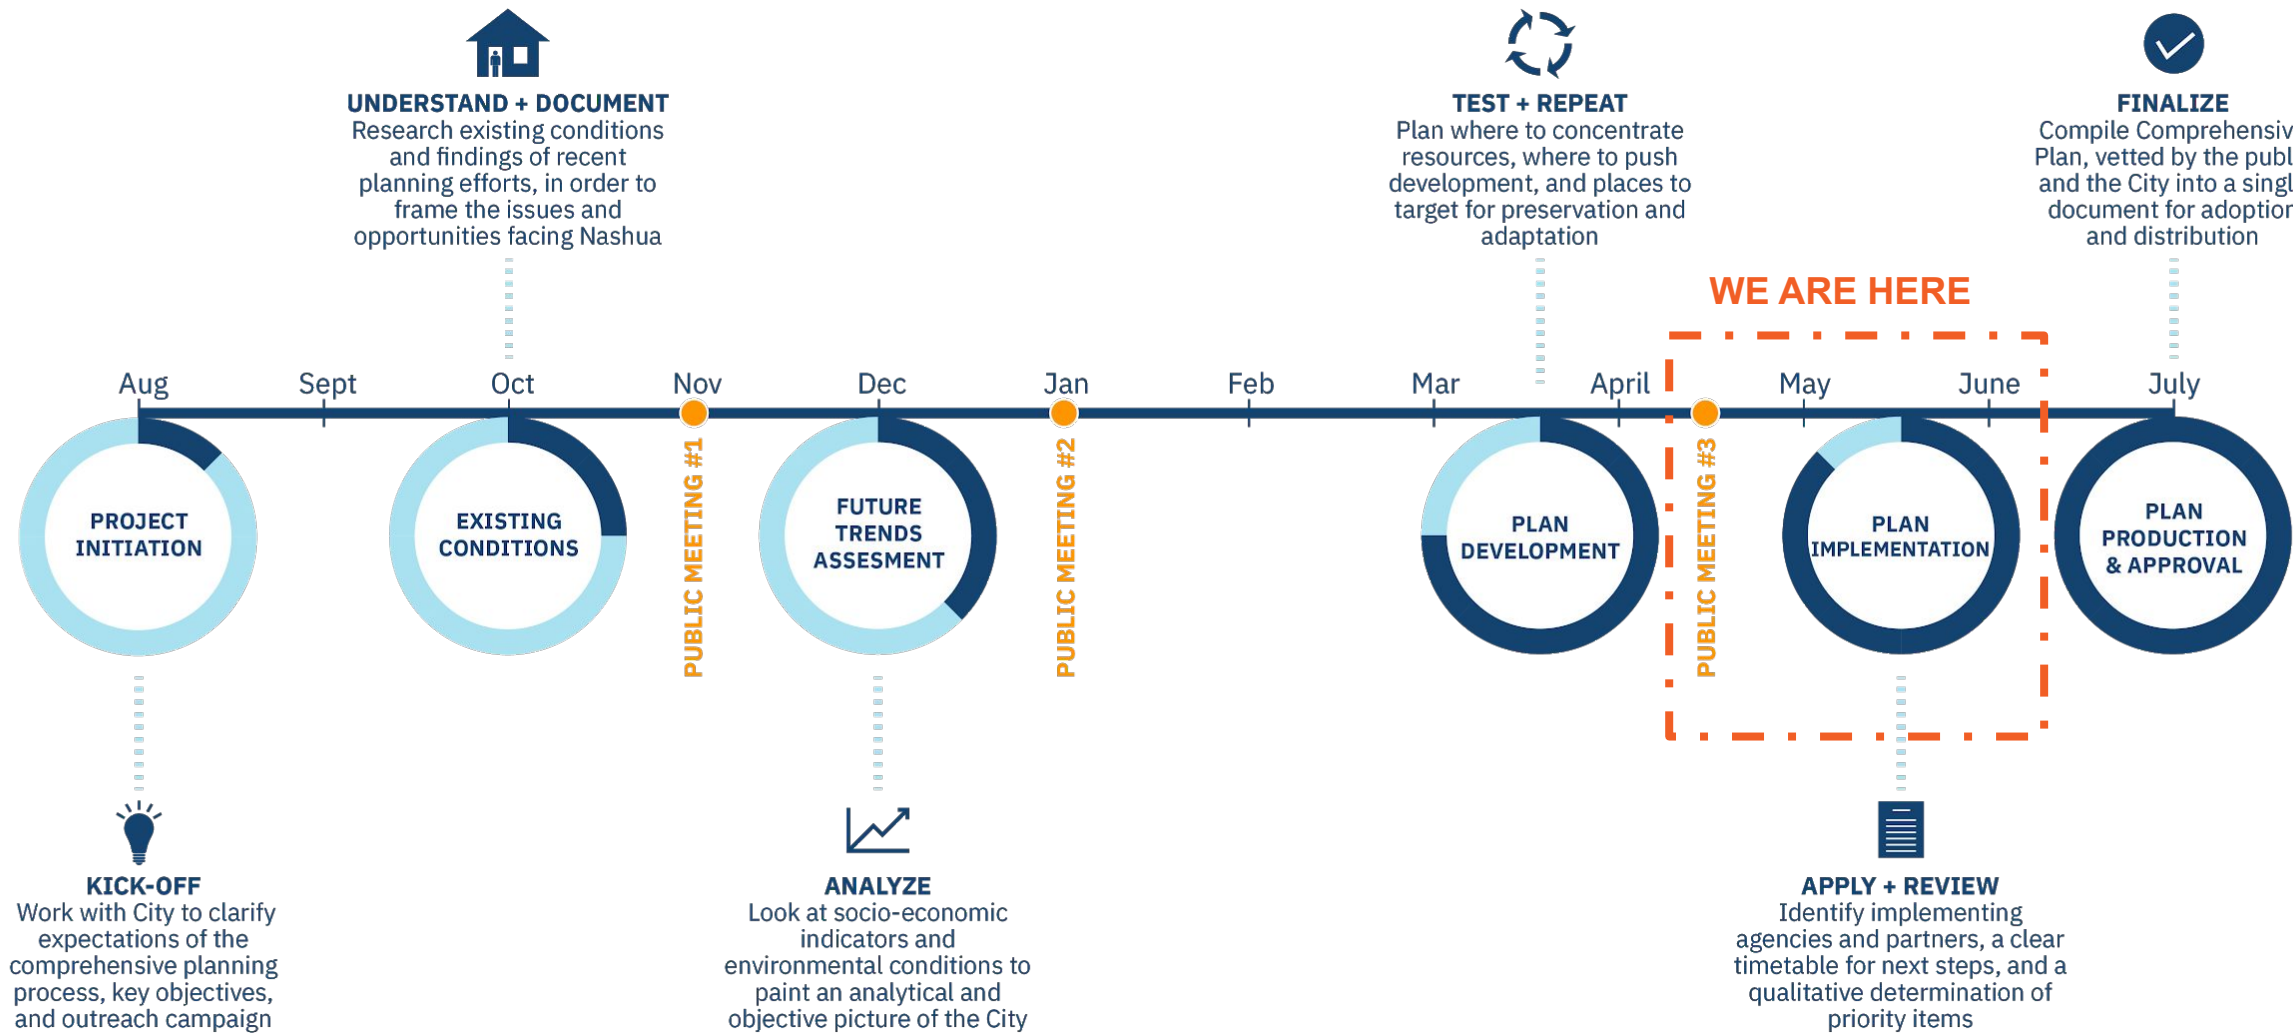 UNDERSTAND + DOCUMENT
Research existing conditions
and findings of recent
planning efforts, in order to
frame the issues and
opportunities facing Nashua
TEST + REPEAT
Plan where to concentrate
resources, where to push
development, and places to
target for preservation and
adaptation
FINALIZE
Compile Comprehensiv
Plan, vetted by the publ
and the City into a singl
document for adoption
and distribution
WE ARE HERE
Aug
Sept
Oct
Nov
Dec
Jan
Feb
Mar
April
May
June
July
PROJECT
INITIATION
EXISTING
CONDITIONS
PUBLIC MEETING #1
FUTURE
TRENDS
ASSESMENT
PUBLIC MEETING #2
PLAN
DEVELOPMENT
PUBLIC MEETING #3
PLAN
IMPLEMENTATION
PLAN
PRODUCTION
& APPROVAL
KICK-OFF
Work with City to clarify
expectations of the
comprehensive planning
process, key objectives,
and outreach campaign
ANALYZE
Look at socio-economic
indicators and
environmental conditions to
paint an analytical and
objective picture of the City
APPLY + REVIEW
Identify implementing
agencies and partners, a clear
timetable for next steps, and a
qualitative determination of
priority items